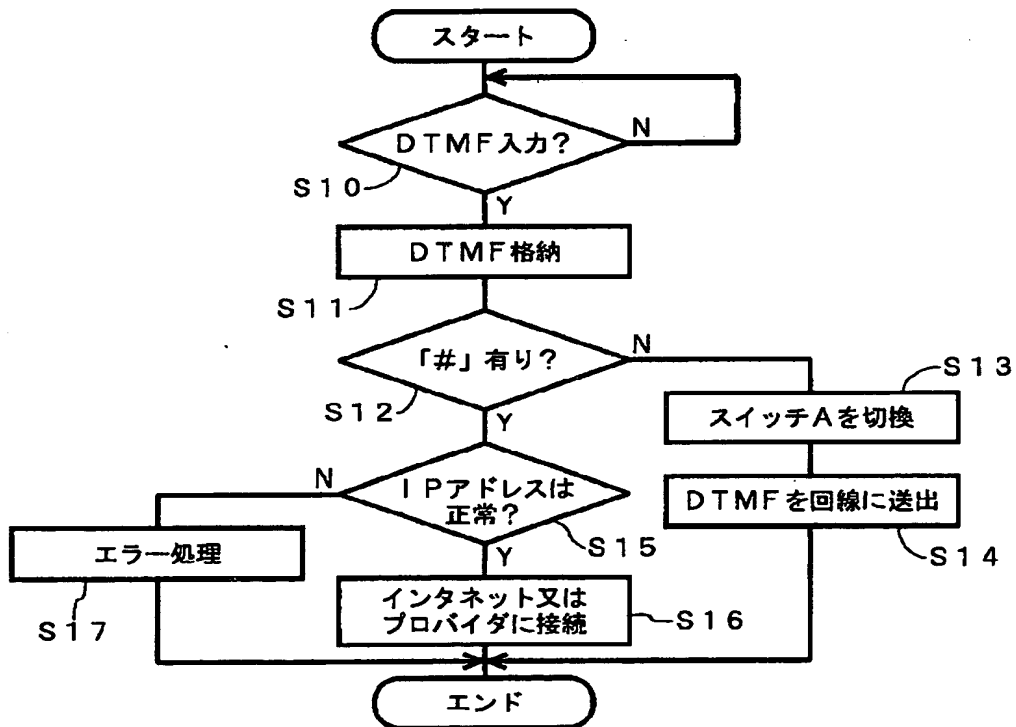 スタート
DTMF入力?
N
S10
Y
DTMF格納
S11
「#」有り?
N
S12
Y
S13
スイッチAを切換
N
IPアドレスは
正常?
DTMFを回線に送出
S15
S14
Y
エラー処理
S17
インタネット又は
プロバイダに接続
S16
エンド